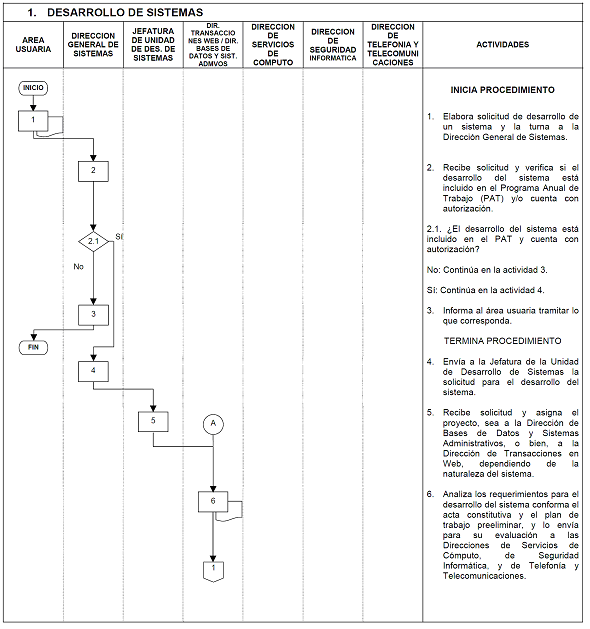 1. DESARROLLO DE SISTEMAS
AREA
USUARIA
DIRECCION
GENERAL DE
SISTEMAS
JEFATURA
DE UNIDAD
DE DES. DE
SISTEMAS
DIR.
TRANSACCIO
NES WEB / DIR.
BASES DE
DATOS Y SIST.
ADMVOS
DIRECCION
DE
SERVICIOS
DE
COMPUTO
DIRECCION
DE
SEGURIDAD
INFORMATICA
DIRECCION
DE
TELEFONIA Y
TELECOMUNI
CACIONES
ACTIVIDADES
INICIO
1
2
2.1
Sí
No
3
FIN
4
5
A
6
1
INICIA PROCEDIMIENTO
1. Elabora solicitud de desarrollo de
un sistema y la turna a la
Dirección General de Sistemas.
2. Recibe solicitud y verifica si el
desarrollo del sistema está
incluido en el Programa Anual de
Trabajo (PAT) y/o cuenta con
autorización.
2.1. ¿El desarrollo del sistema está
incluido en el PAT y cuenta con
autorización?
No: Continúa en la actividad 3.
Sí: Continúa en la actividad 4.
3. Informa al área usuaria tramitar lo
que corresponda.
TERMINA PROCEDIMIENTO
4. Envía a la Jefatura de la Unidad
de Desarrollo de Sistemas la
solicitud para el desarrollo del
sistema.
5. Recibe solicitud y asigna el
proyecto, sea a la Dirección de
Bases de Datos y Sistemas
Administrativos, o bien, a la
Dirección de Transacciones en
Web, dependiendo de la
naturaleza del sistema.
6. Analiza los requerimientos para el
desarrollo del sistema conforma el
acta constitutiva y el plan de
trabajo preeliminar, y lo envía
para su evaluación a las
Direcciones de Servicios de
Cómputo, de Seguridad
Informática, y de Telefonía y
Telecomunicaciones.